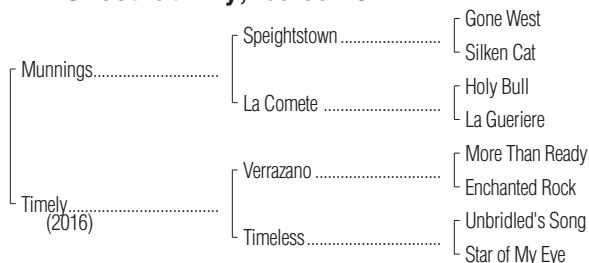 Gone West
Speightstown
Silken Cat
Munnings
Holy Bull
La Comete
La Gueriere
More Than Ready
Verrazano
Enchanted Rock
Timely
(2016)
Unbridled's Song
Timeless
Star of My Eye